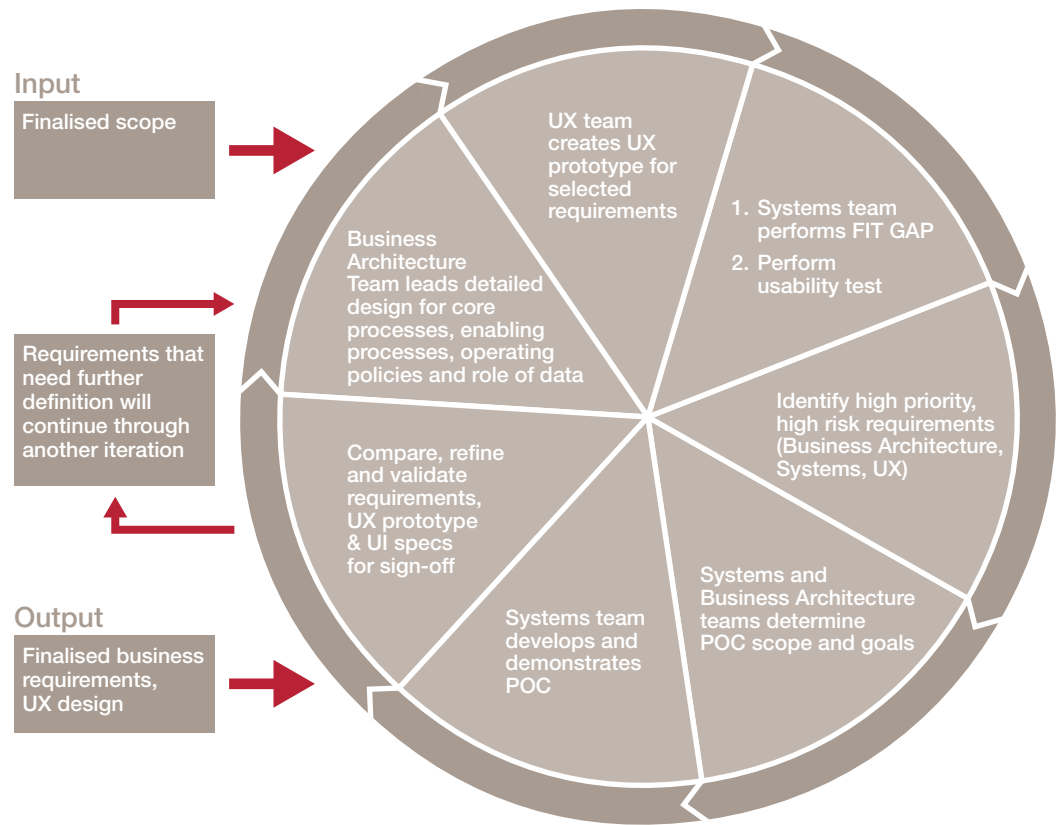 Input
Finalised scope
Requirements that
need further
definition will
continue through
another iteration
Output
Finalised business
requirements,
UX design
Business
Architecture
Team leads detailed
design for core
processes, enabling
processes, operating
policies and role of data
UX team
creates UX
prototype for
selected
requirements
1. Systems team
performs FIT GAP
2. Perform
usability test
Identify high priority,
high risk requirements
(Business Architecture,
Systems, UX)
Systems and
Business Architecture
teams determine
POC scope and goals
Systems team
develops and
demonstrates
POC
Compare, refine
and validate
requirements,
UX prototype
& UI specs
for sign-off